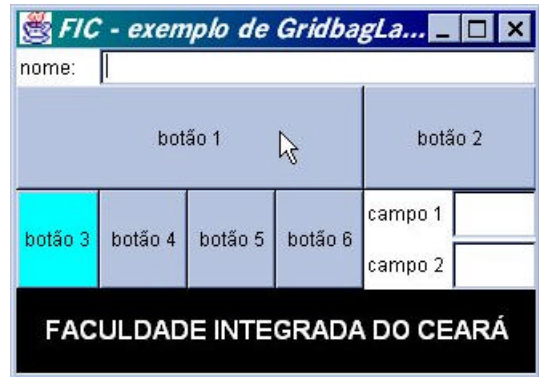 FIC - exemplo de GridbagLa...
nome:
botão 1 botão 2
botão 3 botão 4 botão 5 botão 6 campo 1
campo 2
FACULDADE INTEGRADA DO CEARÁ